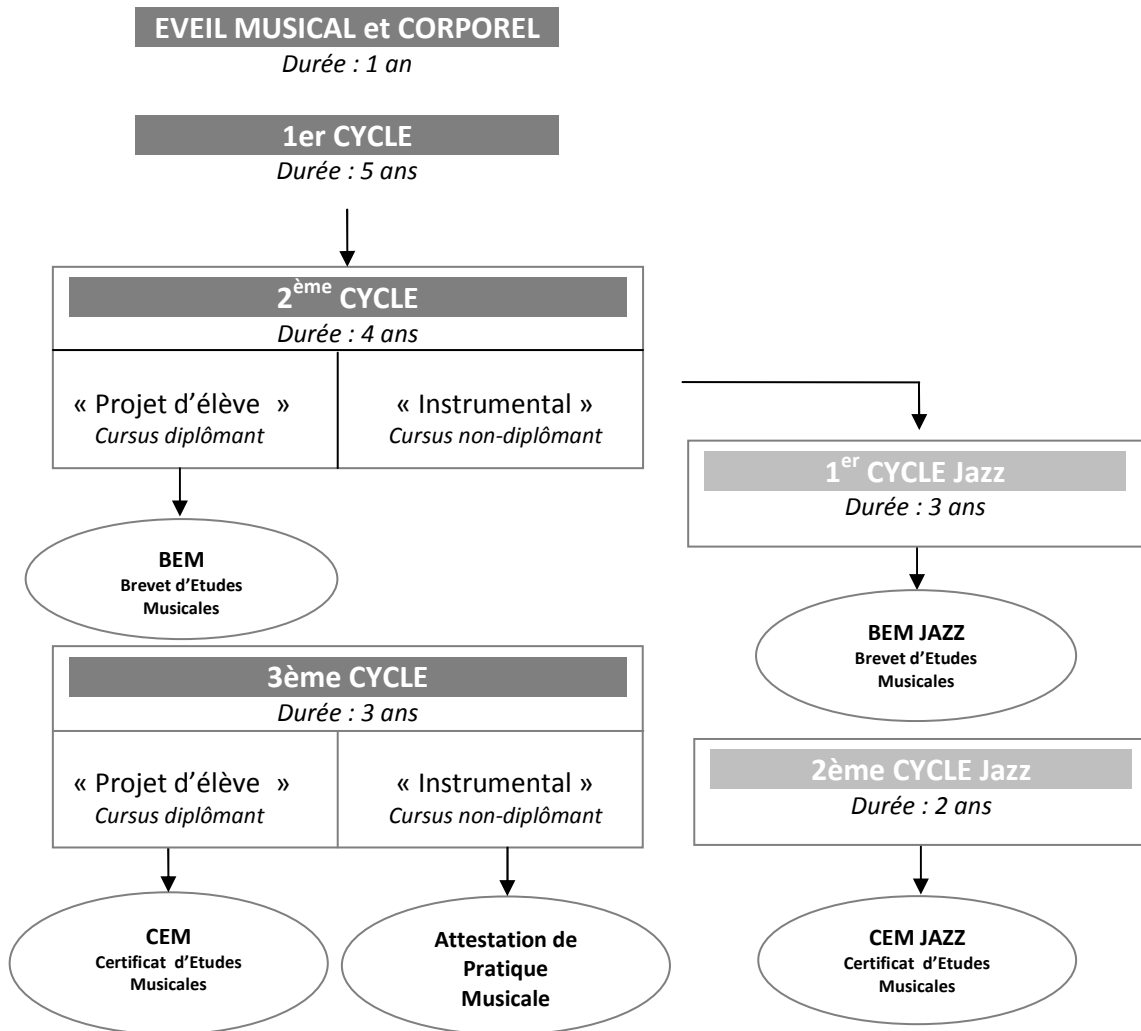 EVEIL MUSICAL et CORPOREL
Durée : 1 an
1er CYCLE
Durée : 5 ans
2ème CYCLE
Durée : 4 ans
« Projet d'élève »
Cursus diplômant
« Instrumental »
Cursus non-diplômant
BEM
Brevet d'Etudes
Musicales
1er CYCLE Jazz
Durée : 3 ans
BEM JAZZ
Brevet d'Etudes
Musicales
3ème CYCLE
Durée : 3 ans
« Projet d'élève »
Cursus diplômant
« Instrumental »
Cursus non-diplômant
2ème CYCLE Jazz
Durée : 2 ans
CEM
Certificat d'Etudes
Musicales
Attestation de
Pratique
Musicale
CEM JAZZ
Certificat d'Etudes
Musicales